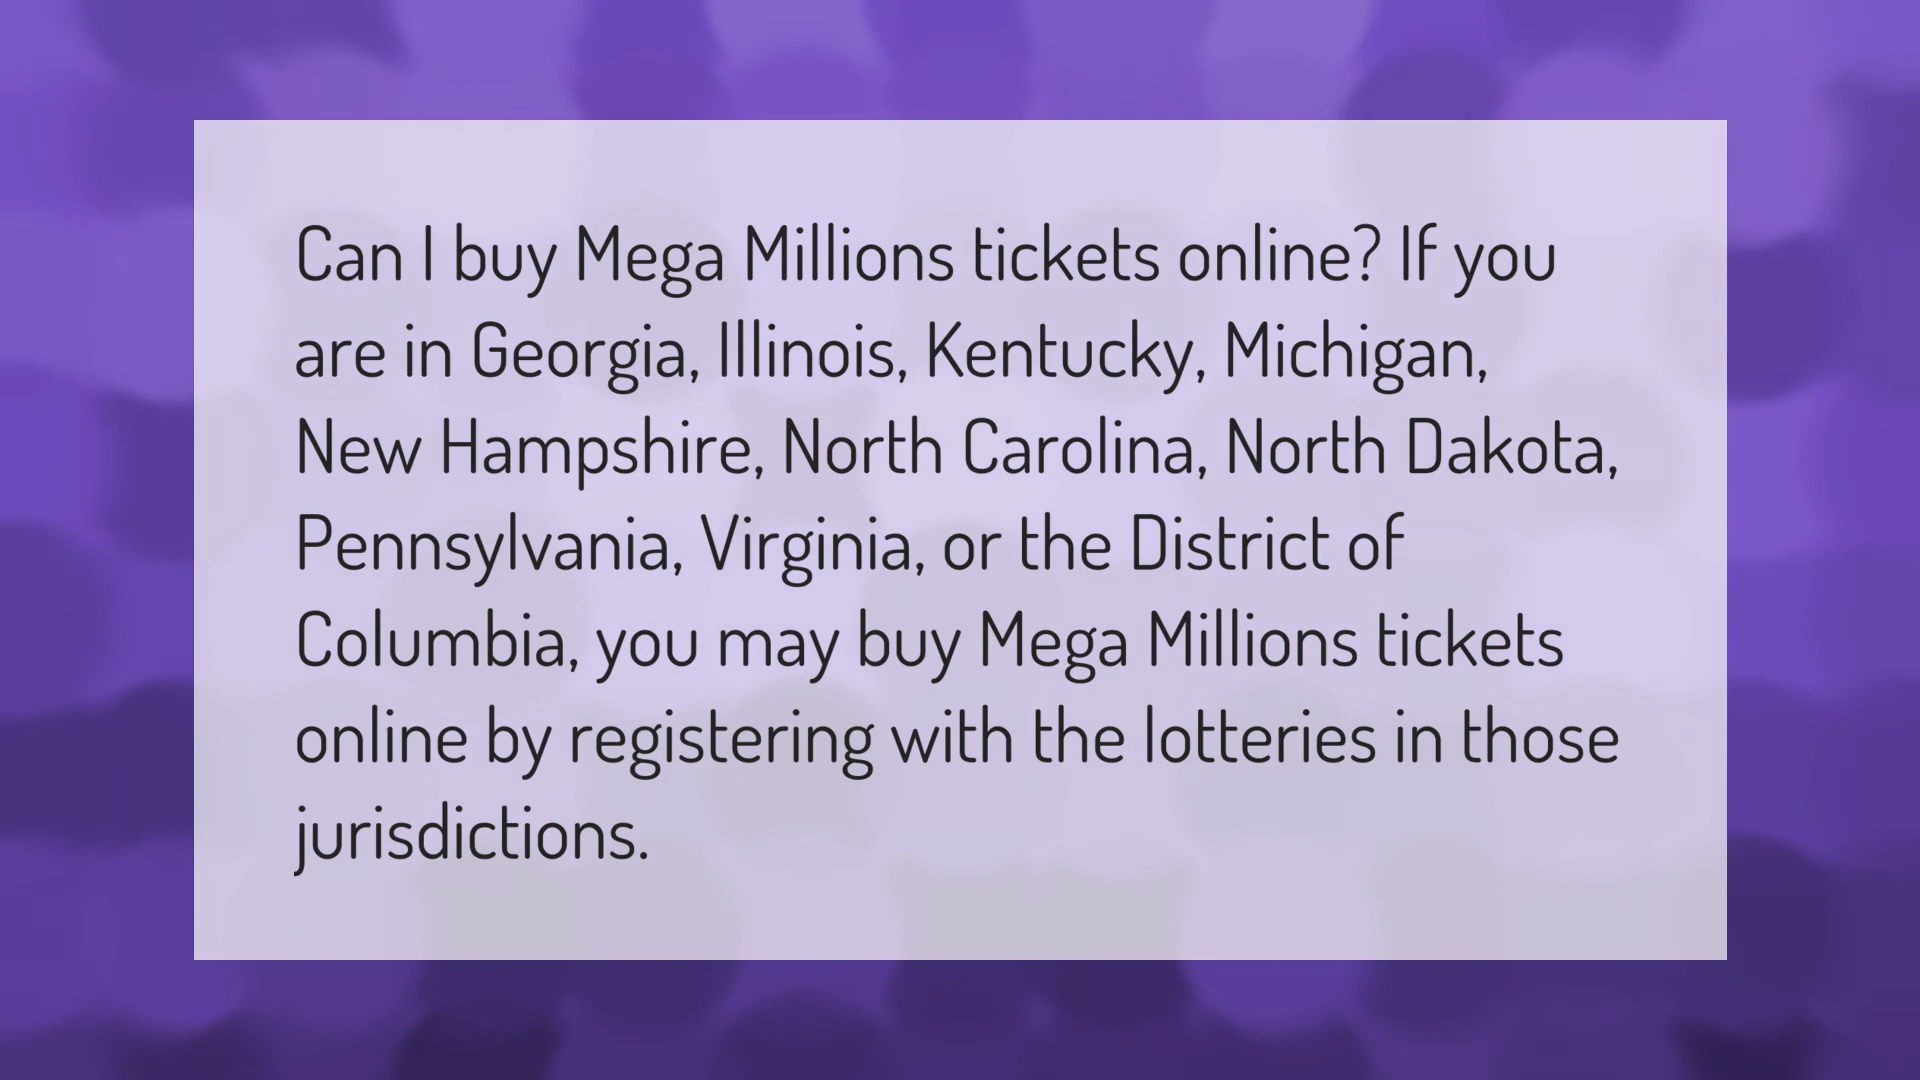 Can I buy Mega Millions tickets online? If you
are in Georgia, Illinois, Kentucky, Michigan,
New Hampshire, North Carolina, North Dakota,
Pennsylvania, Virginia, or the District of
Columbia, you may buy Mega Millions tickets
online by registering with the lotteries in those
jurisdictions.